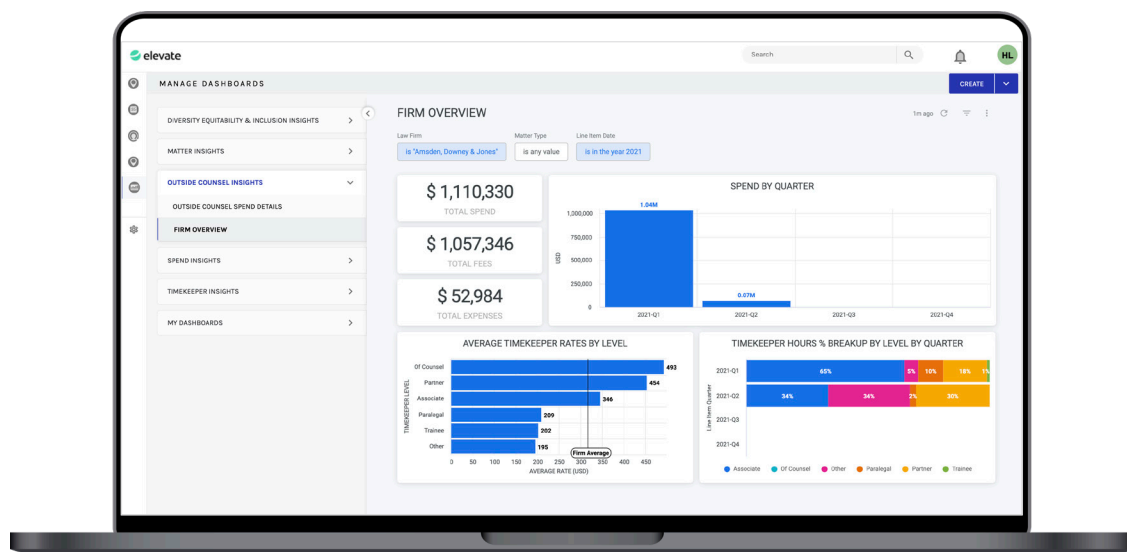 elevate
Search
HL
MANAGE DASHBOARDS
CREATE
DIVERSITY EQUITABILITY & INCLUSION INSIGHTS
MATTER INSIGHTS
OUTSIDE COUNSEL INSIGHTS
OUTSIDE COUNSEL SPEND DETAILS
FIRM OVERVIEW
SPEND INSIGHTS
TIMEKEEPER INSIGHTS
MY DASHBOARDS
FIRM OVERVIEW
1m ago
Law Firm
Matter Type
Line Item Date
is "Amsden, Downey & Jones"
is any value
is in the year 2021
$ 1,110,330
TOTAL SPEND
$ 1,057,346
TOTAL FEES
$ 52,984
TOTAL EXPENSES
SPEND BY QUARTER
1.04M
1,000,000
750,000
500,000
250,000
0
USD
0.07M
2021-Q1 2021-Q2 2021-Q3 2021-Q4
AVERAGE TIMEKEEPER RATES BY LEVEL
TIMEKEEPER LEVEL
Of Counsel 493
Partner 454
Associate 346
Paralegal 209
Trainee 202
Other 195
Firm Average
0 50 100 150 200 250 300 350 400 450
AVERAGE RATE (USD)
TIMEKEEPER HOURS % BREAKUP BY LEVEL BY QUARTER
Line Item Quarter
2021-Q1 65% 5% 10% 18% 1%
2021-Q2 34% 34% 2% 30%
2021-Q3
2021-Q4
Associate Of Counsel Other Paralegal Partner Trainee